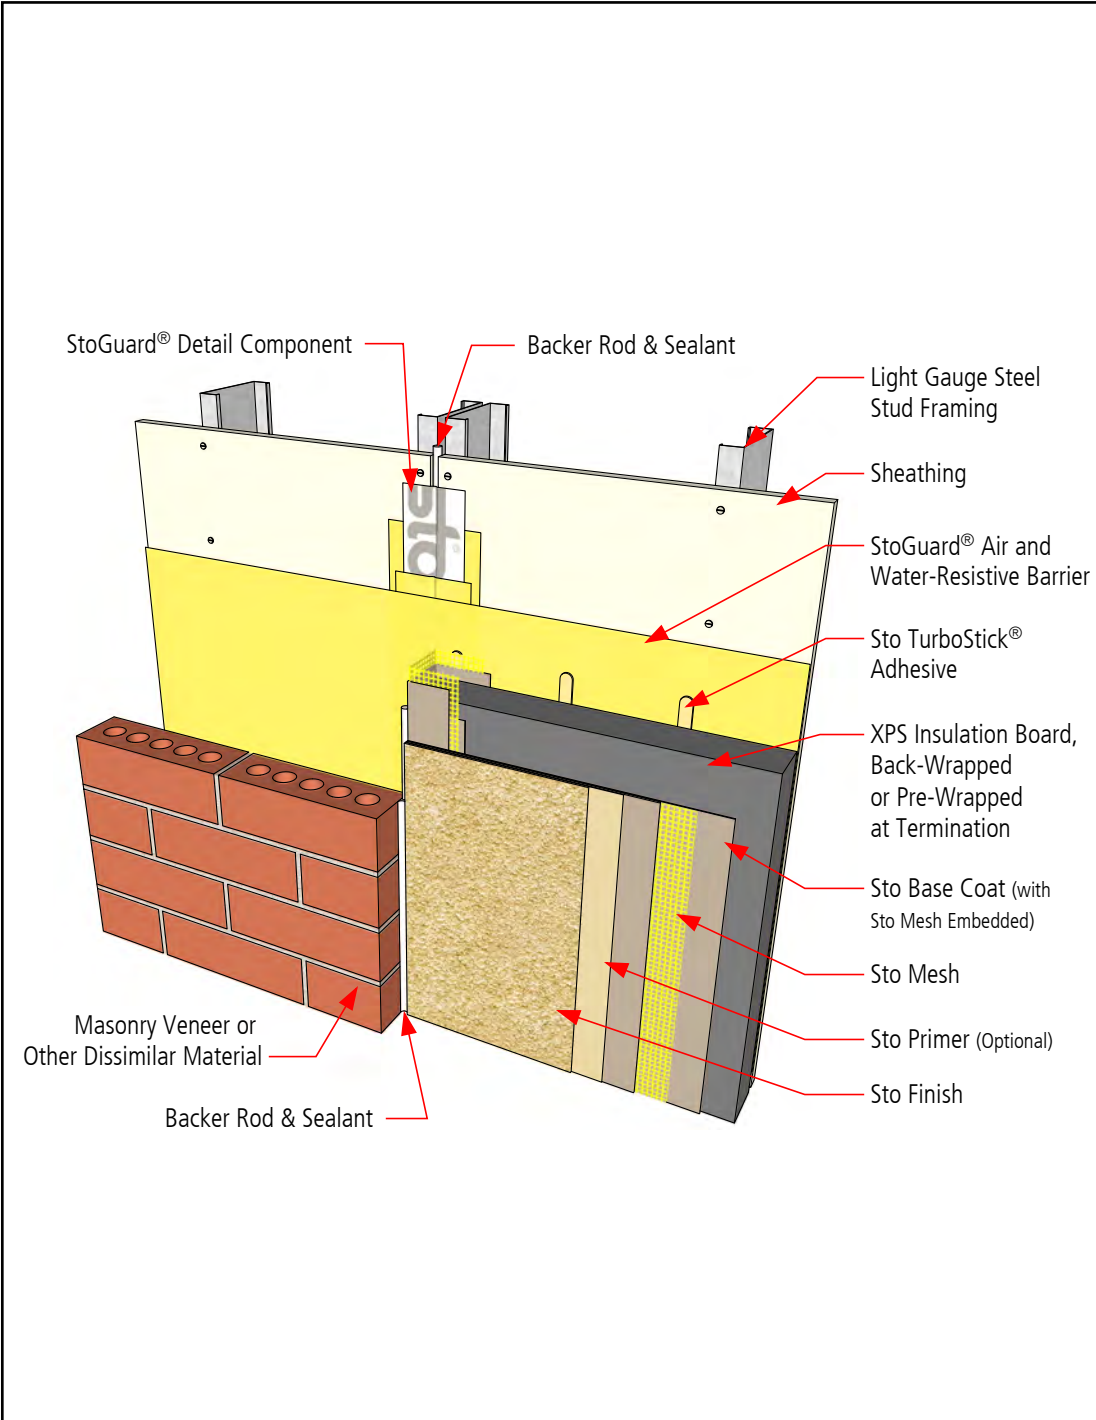 StoGuard® Detail Component
Backer Rod & Sealant
Light Gauge Steel
Stud Framing
Sheathing
sto®
StoGuard® Air and
Water-Resistive Barrier
Sto TurboStick®
Adhesive
XPS Insulation Board,
Back-Wrapped
or Pre-Wrapped
at Termination
Sto Base Coat (with
Sto Mesh Embedded)
Sto Mesh
Sto Primer (Optional)
Sto Finish
Masonry Veneer or
Other Dissimilar Material
Backer Rod & Sealant